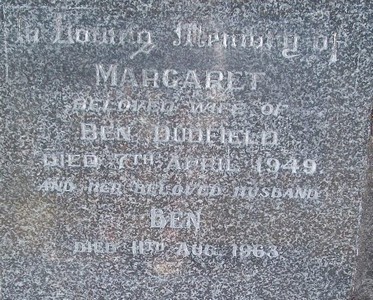 In Loving Memory of
MARGARET
BELOVED WIFE OF
BEN DUDFIELD
DIED 7TH APRIL 1949
AND HER BELOVED HUSBAND
BEN
DIED 11TH AUG. 1963